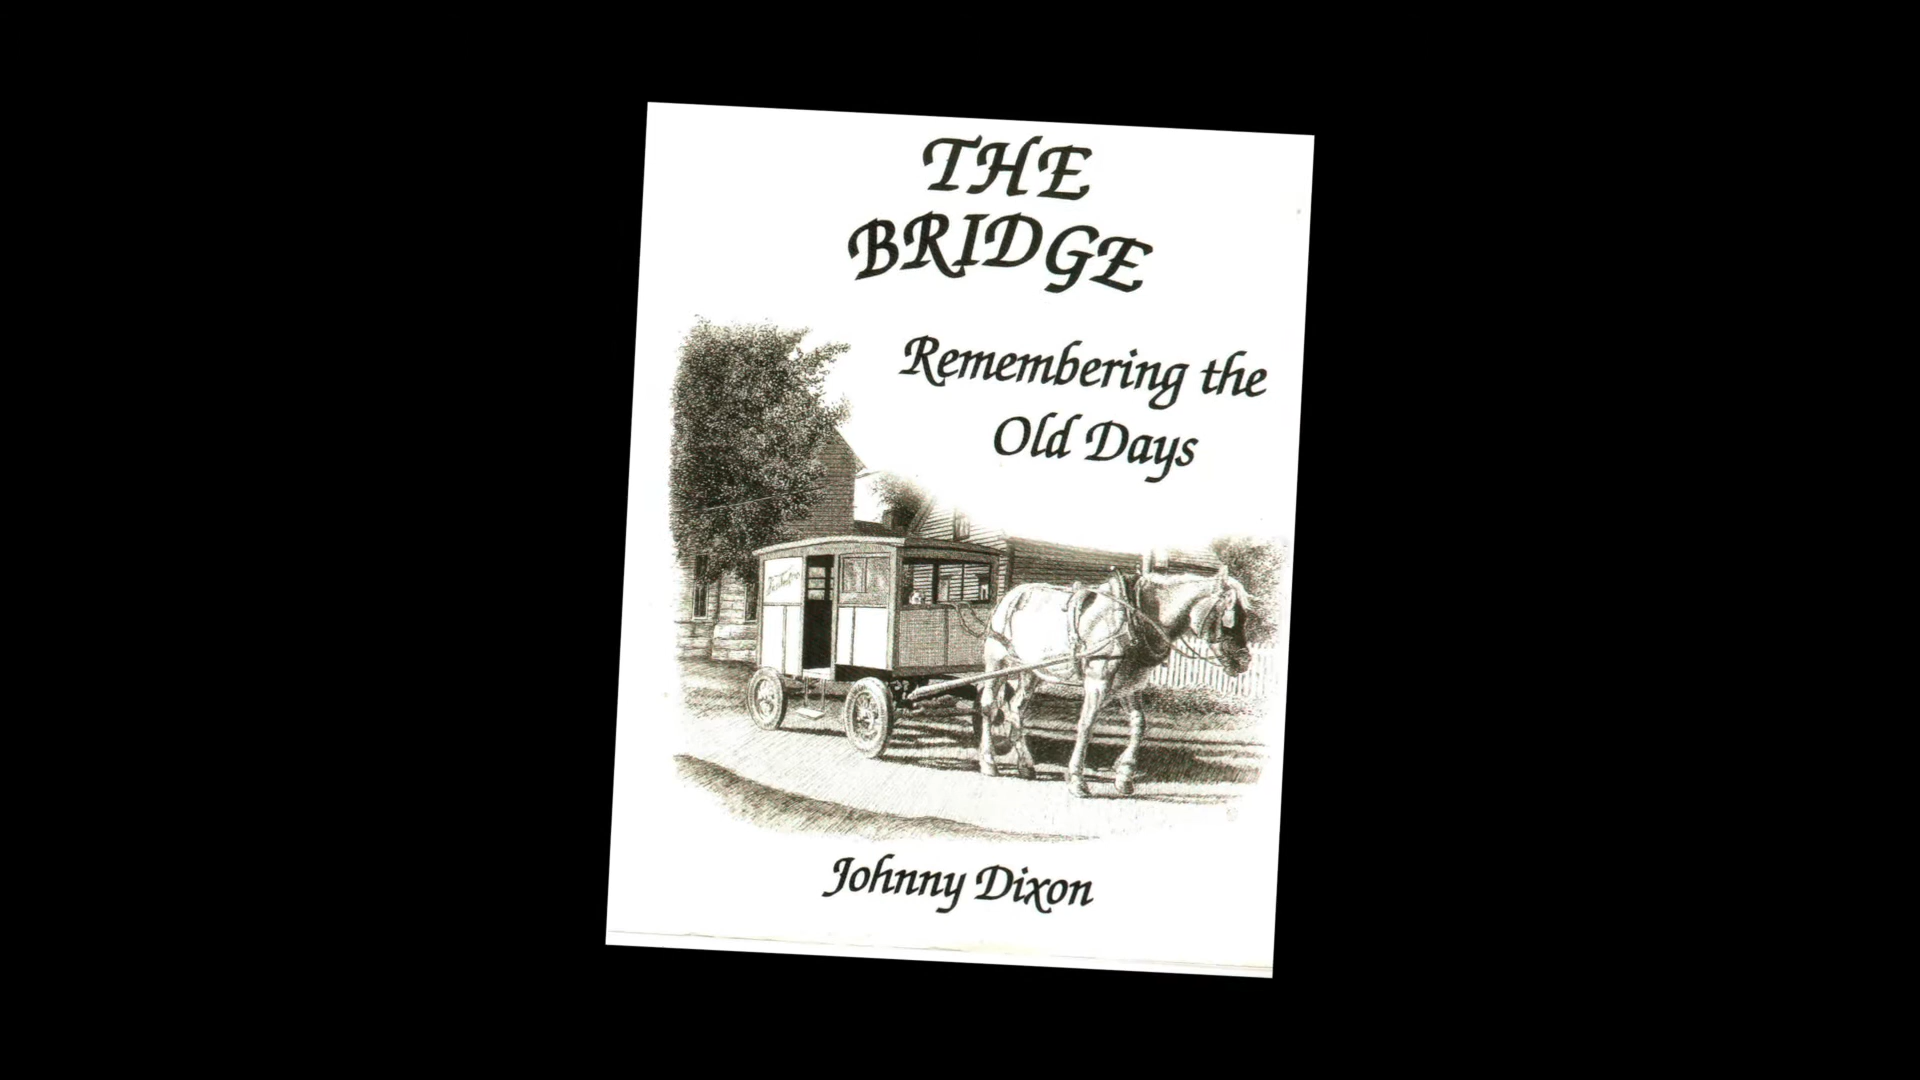 THE
BRIDGE
Remembering the
Old Days
Johnny Dixon